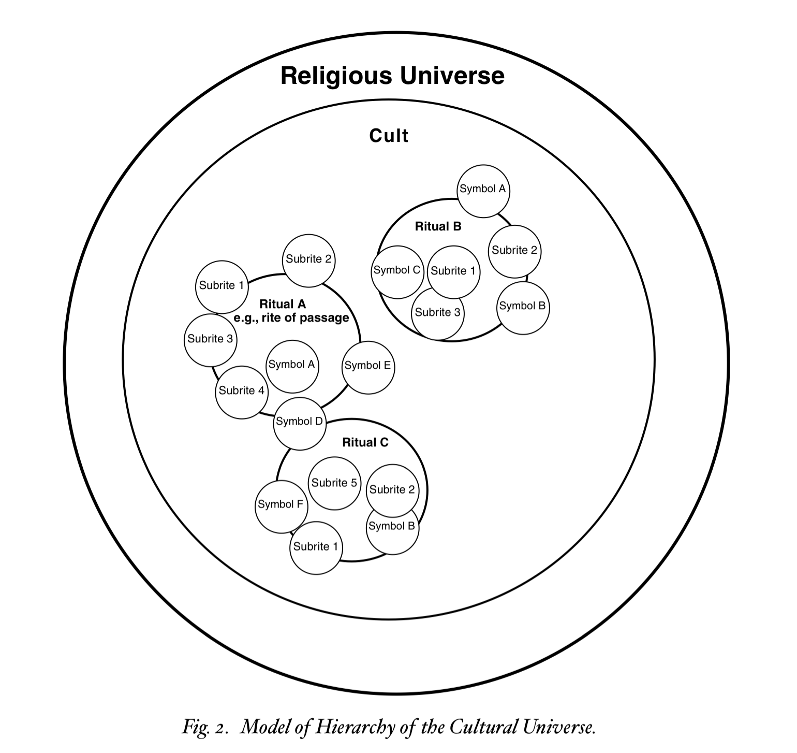 Religious Universe
Cult
Symbol A
Ritual B
Subrite 2
Symbol C
Subrite 1
Symbol B
Subrite 3
Subrite 2
Subrite 1
Ritual A
e.g., rite of passage
Subrite 3
Symbol A
Symbol E
Subrite 4
Symbol D
Ritual C
Subrite 5
Subrite 2
Symbol F
Symbol B
Subrite 1
Fig. 2. Model of Hierarchy of the Cultural Universe.